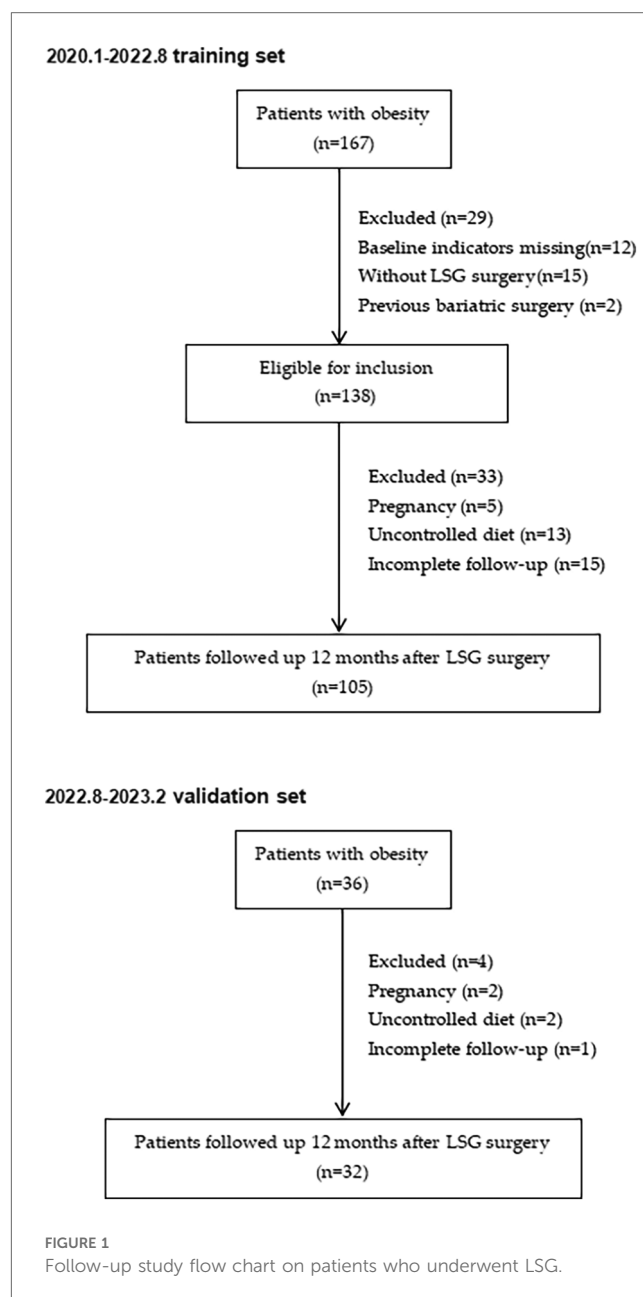 2020.1-2022.8 training set
Patients with obesity
(n=167)
Excluded (n=29)
Baseline indicators missing(n=12)
Without LSG surgery(n=15)
Previous bariatric surgery (n=2)
Eligible for inclusion
(n=138)
Excluded (n=33)
Pregnancy (n=5)
Uncontrolled diet (n=13)
Incomplete follow-up (n=15)
Patients followed up 12 months after LSG surgery
(n=105)
2022.8-2023.2 validation set
Patients with obesity
(n=36)
Excluded (n=4)
Pregnancy (n=2)
Uncontrolled diet (n=2)
Incomplete follow-up (n=1)
Patients followed up 12 months after LSG surgery
(n=32)
FIGURE 1
Follow-up study flow chart on patients who underwent LSG.